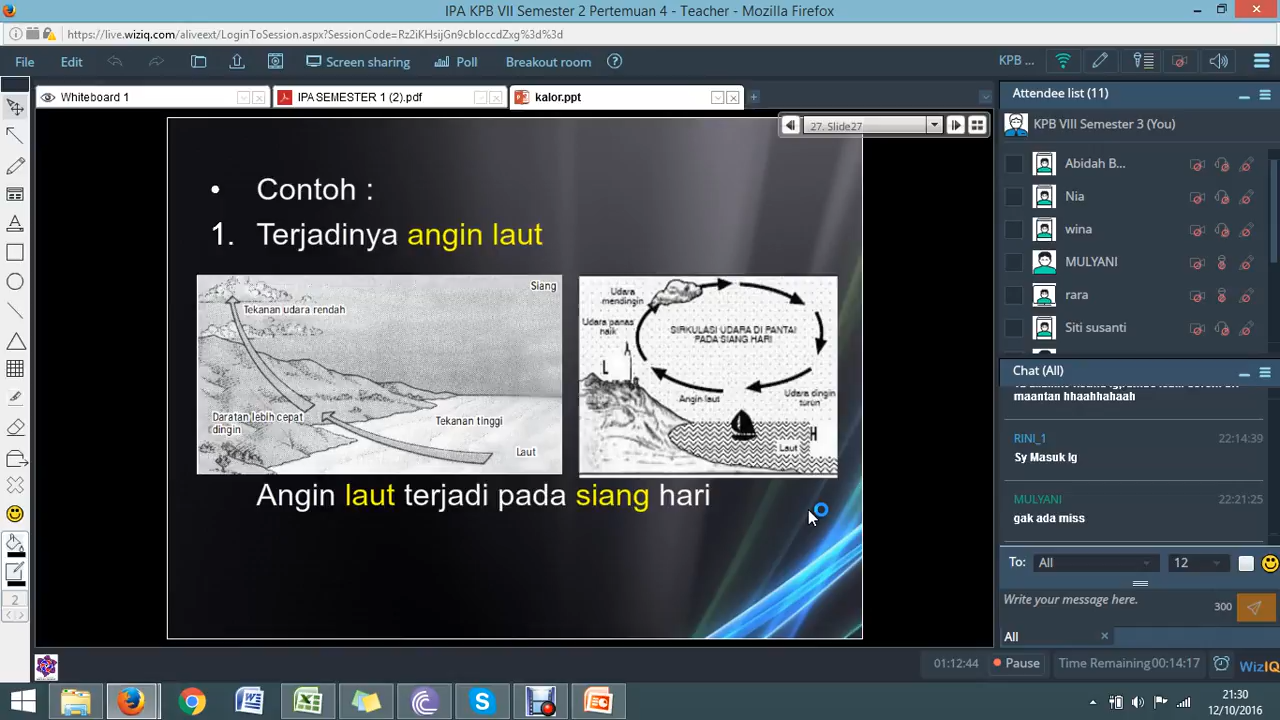 IPA KPB VII Semester 2 Pertemuan 4 - Teacher - Mozilla Firefox
https://live.wiziq.com/aliveext/LoginToSession.aspx?SessionCode=Rz2iKHsijGn9cbloccdZxg%3d%3d
File Edit Screen sharing Poll Breakout room ? KPB ...
Whiteboard 1 IPA SEMESTER 1 (2).pdf kalor.ppt
27. Slide27
• Contoh :
1. Terjadinya angin laut
Siang
Tekanan udara rendah
Daratan lebih cepat
dingin
Tekanan tinggi
Laut
Udara
mendingin
Udara panas
naik
SIRKULASI UDARA DI PANTAI
PADA SIANG HARI
L
Angin laut
Udara dingin
turun
H
Laut
Angin laut terjadi pada siang hari
Attendee list (11)
KPB VIII Semester 3 (You)
Abidah B...
Nia
wina
MULYANI
rara
Siti susanti
Chat (All)
maantan hhaahhahaah
RINI_1 22:14:39
Sy Masuk lg
MULYANI 22:21:25
gak ada miss
To: All 12
Write your message here. 300
All
2
01:12:44 Pause Time Remaining 00:14:17 WizIQ
21:30
12/10/2016